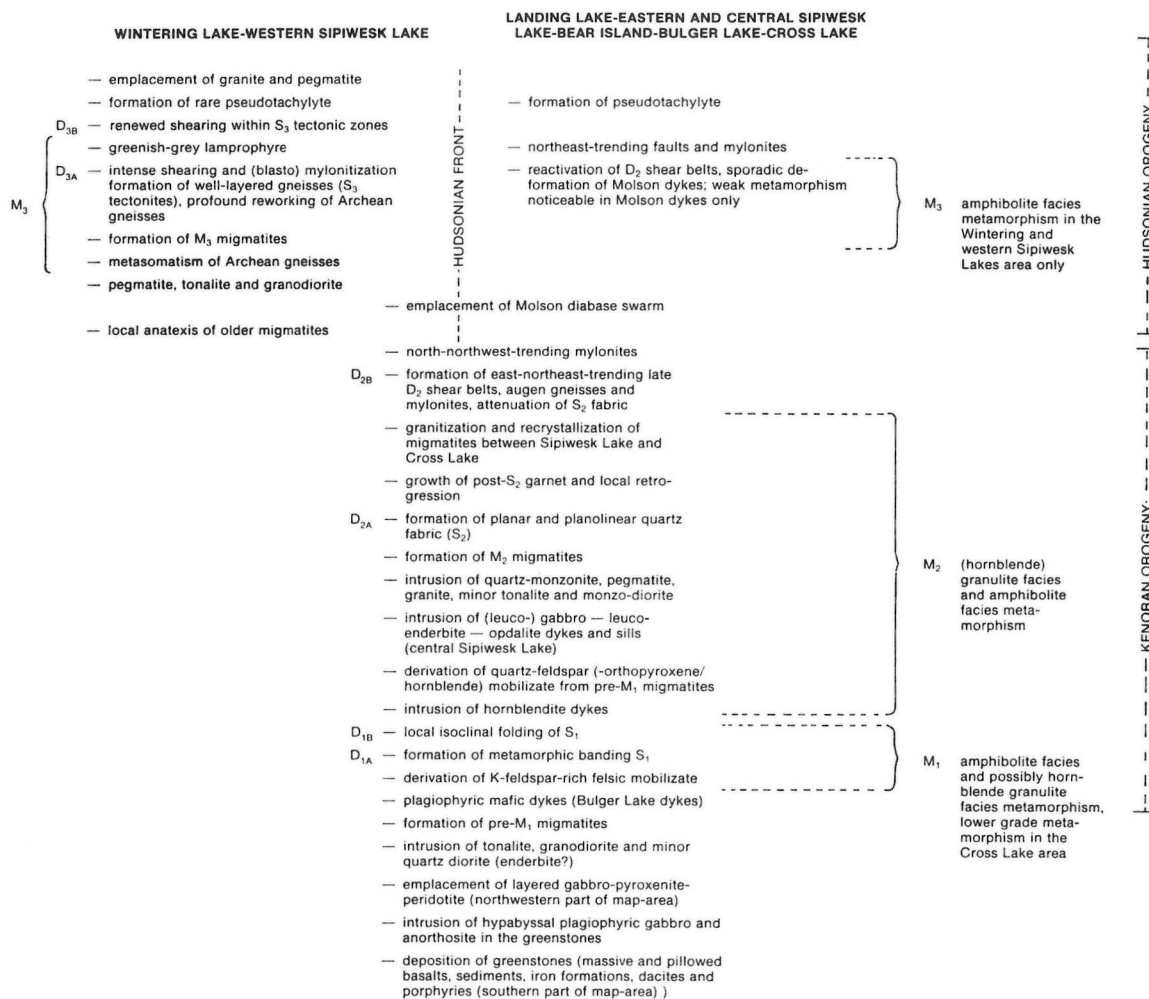 WINTERING LAKE-WESTERN SIPIWESK LAKE
LANDING LAKE-EASTERN AND CENTRAL SIPIWESK
LAKE-BEAR ISLAND-BULGER LAKE-CROSS LAKE
— emplacement of granite and pegmatite
— formation of rare pseudotachylyte
D3B — renewed shearing within S3 tectonic zones
— greenish-grey lamprophyre
D3A — intense shearing and (blasto) mylonitization
formation of well-layered gneisses (S3
tectonites), profound reworking of Archean
gneisses
— formation of M3 migmatites
— metasomatism of Archean gneisses
— pegmatite, tonalite and granodiorite
— local anatexis of older migmatites
M3
HUDSONIAN FRONT
— formation of pseudotachylyte
— northeast-trending faults and mylonites
— reactivation of D2 shear belts, sporadic de-
formation of Molson dykes; weak metamorphism
noticeable in Molson dykes only
M3 amphibolite facies
metamorphism in the
Wintering and
western Sipiwesk
Lakes area only
HUDSONIAN OROGENY
— emplacement of Molson diabase swarm
— north-northwest-trending mylonites
D2B — formation of east-northeast-trending late
D2 shear belts, augen gneisses and
mylonites, attenuation of S2 fabric
— granitization and recrystallization of
migmatites between Sipiwesk Lake and
Cross Lake
— growth of post-S2 garnet and local retro-
gression
D2A — formation of planar and planolinear quartz
fabric (S2)
— formation of M2 migmatites
— intrusion of quartz-monzonite, pegmatite,
granite, minor tonalite and monzo-diorite
— intrusion of (leuco-) gabbro — leuco-
enderbite — opdalite dykes and sills
(central Sipiwesk Lake)
— derivation of quartz-feldspar (-orthopyroxene/
hornblende) mobilizate from pre-M1 migmatites
— intrusion of hornblendite dykes
M2 (hornblende)
granulite facies
and amphibolite
facies meta-
morphism
KENORAN OROGENY
D1B — local isoclinal folding of S1
D1A — formation of metamorphic banding S1
— derivation of K-feldspar-rich felsic mobilizate
— plagiophyric mafic dykes (Bulger Lake dykes)
— formation of pre-M1 migmatites
— intrusion of tonalite, granodiorite and minor
quartz diorite (enderbite?)
— emplacement of layered gabbro-pyroxenite-
peridotite (northwestern part of map-area)
— intrusion of hypabyssal plagiophyric gabbro and
anorthosite in the greenstones
— deposition of greenstones (massive and pillowed
basalts, sediments, iron formations, dacites and
porphyries (southern part of map-area) )
M1 amphibolite facies
and possibly horn-
blende granulite
facies metamorphism,
lower grade meta-
morphism in the
Cross Lake area